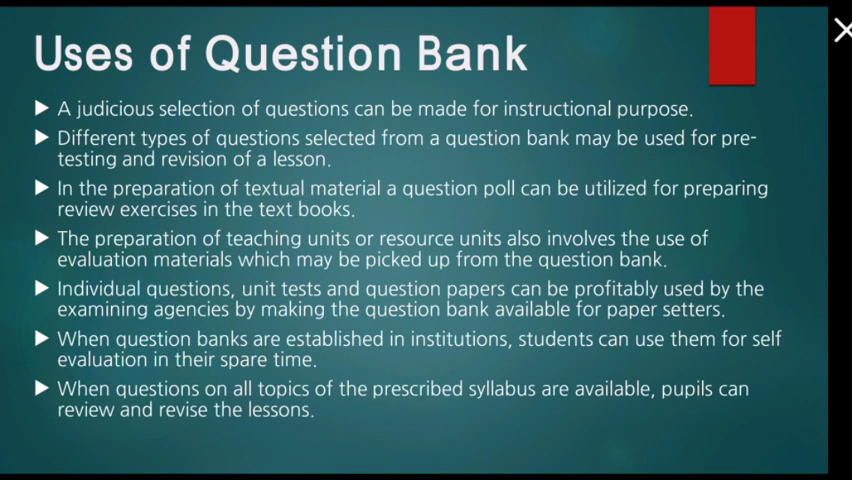 Uses of Question Bank
▶ A judicious selection of questions can be made for instructional purpose.
▶ Different types of questions selected from a question bank may be used for pre-
testing and revision of a lesson.
▶ In the preparation of textual material a question poll can be utilized for preparing
review exercises in the text books.
▶ The preparation of teaching units or resource units also involves the use of
evaluation materials which may be picked up from the question bank.
▶ Individual questions, unit tests and question papers can be profitably used by the
examining agencies by making the question bank available for paper setters.
▶ When question banks are established in institutions, students can use them for self
evaluation in their spare time.
▶ When questions on all topics of the prescribed syllabus are available, pupils can
review and revise the lessons.